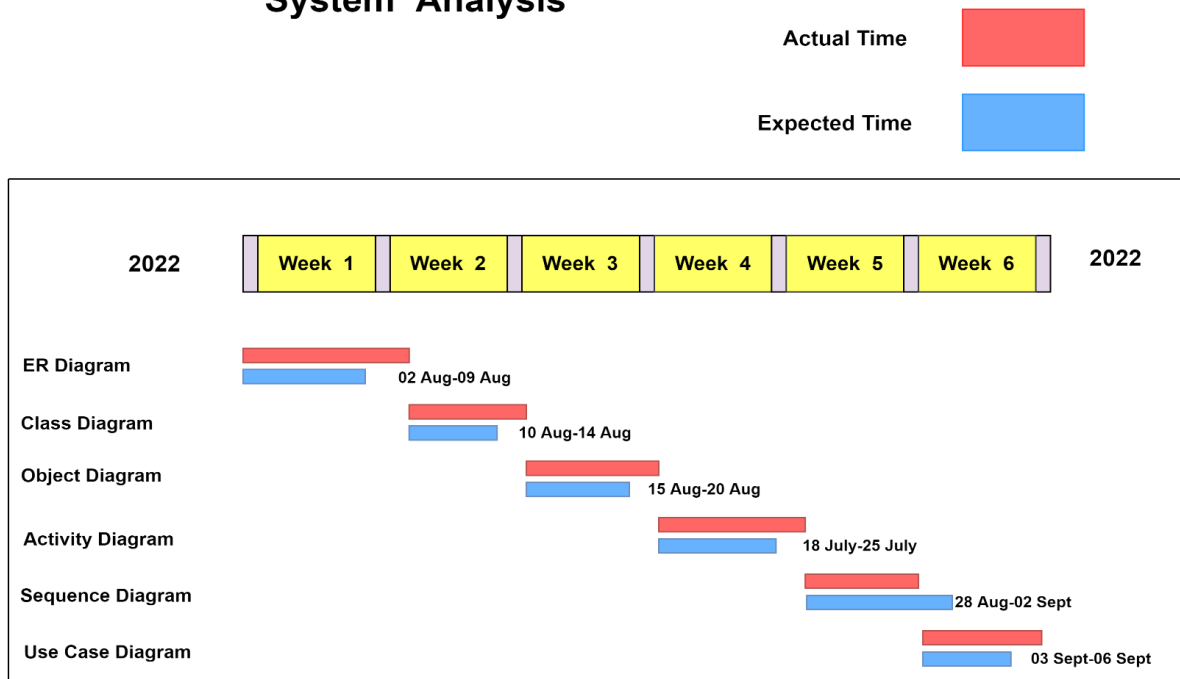 System Analysis
Actual Time
Expected Time
2022 Week 1 Week 2 Week 3 Week 4 Week 5 Week 6 2022
ER Diagram
02 Aug-09 Aug
Class Diagram
10 Aug-14 Aug
Object Diagram
15 Aug-20 Aug
Activity Diagram
18 July-25 July
Sequence Diagram
28 Aug-02 Sept
Use Case Diagram
03 Sept-06 Sept